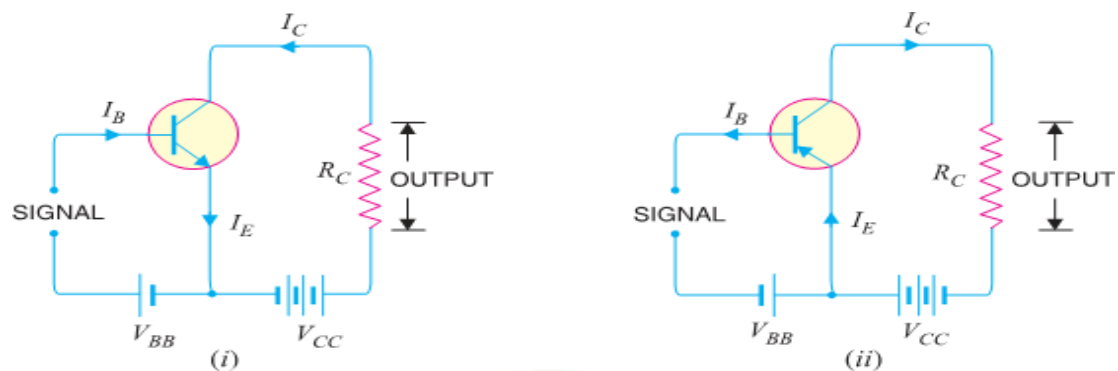 I_C
I_B
R_C
OUTPUT
SIGNAL
I_E
V_BB
V_CC
(i)
I_C
I_B
R_C
OUTPUT
SIGNAL
I_E
V_BB
V_CC
(ii)